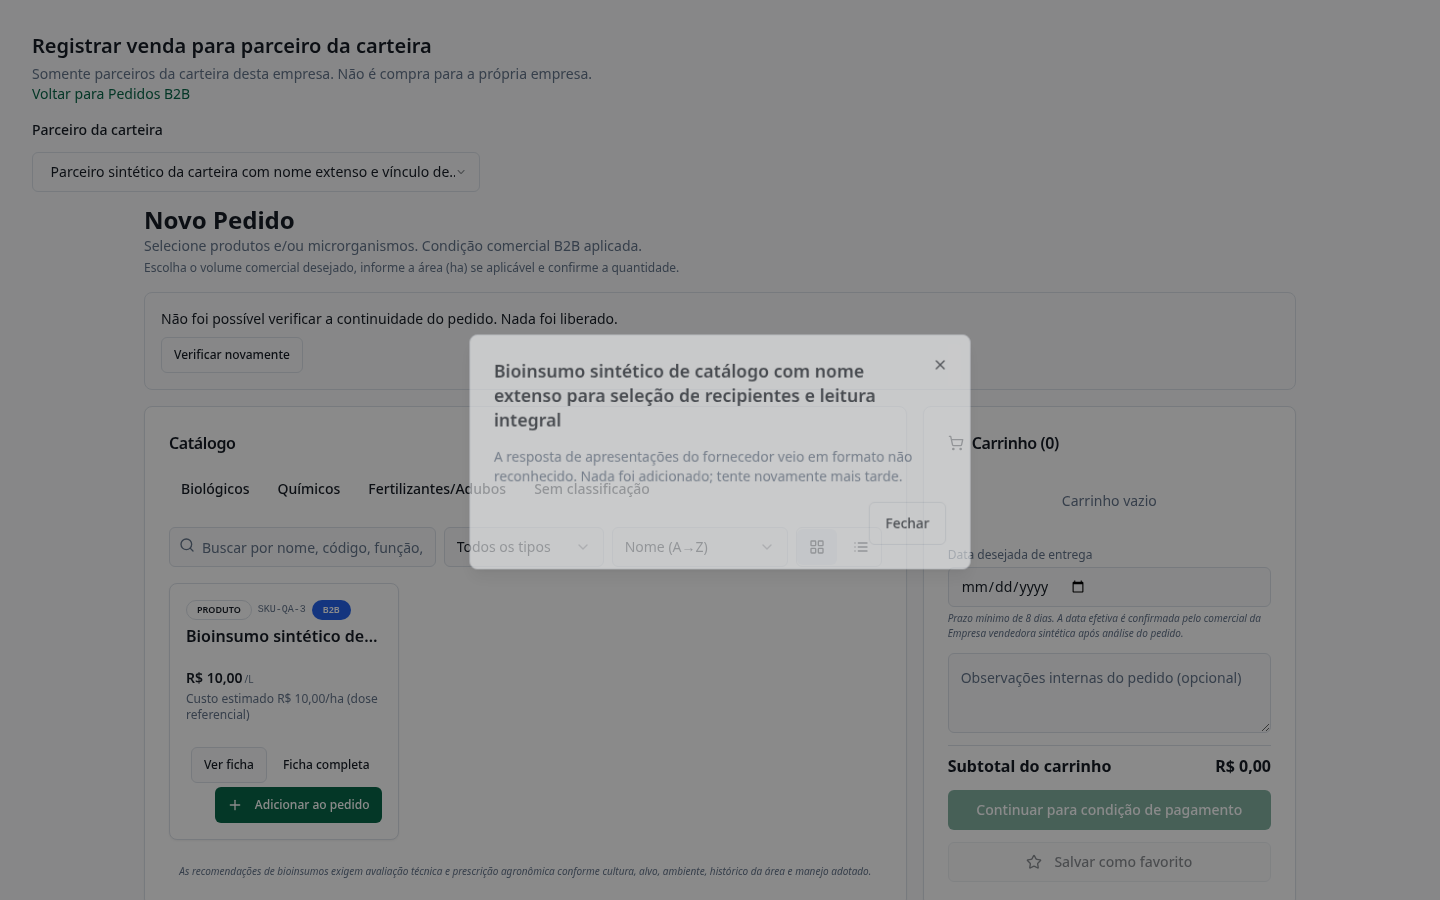 Registrar venda para parceiro da carteira
Somente parceiros da carteira desta empresa. Não é compra para a própria empresa.
Voltar para Pedidos B2B
Parceiro da carteira
Parceiro sintético da carteira com nome extenso e vínculo de..
Novo Pedido
Selecione produtos e/ou microrganismos. Condição comercial B2B aplicada.
Escolha o volume comercial desejado, informe a área (ha) se aplicável e confirme a quantidade.
Não foi possível verificar a continuidade do pedido. Nada foi liberado.
Verificar novamente
Bioinsumo sintético de catálogo com nome
extenso para seleção de recipientes e leitura
integral
A resposta de apresentações do fornecedor veio em formato não
reconhecido. Nada foi adicionado; tente novamente mais tarde.
Fechar
Catálogo
Biológicos Químicos Fertilizantes/Adubos Sem classificação
Buscar por nome, código, função,
Todos os tipos
Nome (A→Z)
PRODUTO SKU-QA-3 B2B
Bioinsumo sintético de...
R$ 10,00 /L
Custo estimado R$ 10,00/ha (dose
referencial)
Ver ficha
Ficha completa
Adicionar ao pedido
As recomendações de bioinsumos exigem avaliação técnica e prescrição agronômica conforme cultura, alvo, ambiente, histórico da área e manejo adotado.
Carrinho (0)
Carrinho vazio
Data desejada de entrega
mm/dd/yyyy
Prazo mínimo de 8 dias. A data efetiva é confirmada pelo comercial da
Empresa vendedora sintética após análise do pedido.
Observações internas do pedido (opcional)
Subtotal do carrinho R$ 0,00
Continuar para condição de pagamento
Salvar como favorito